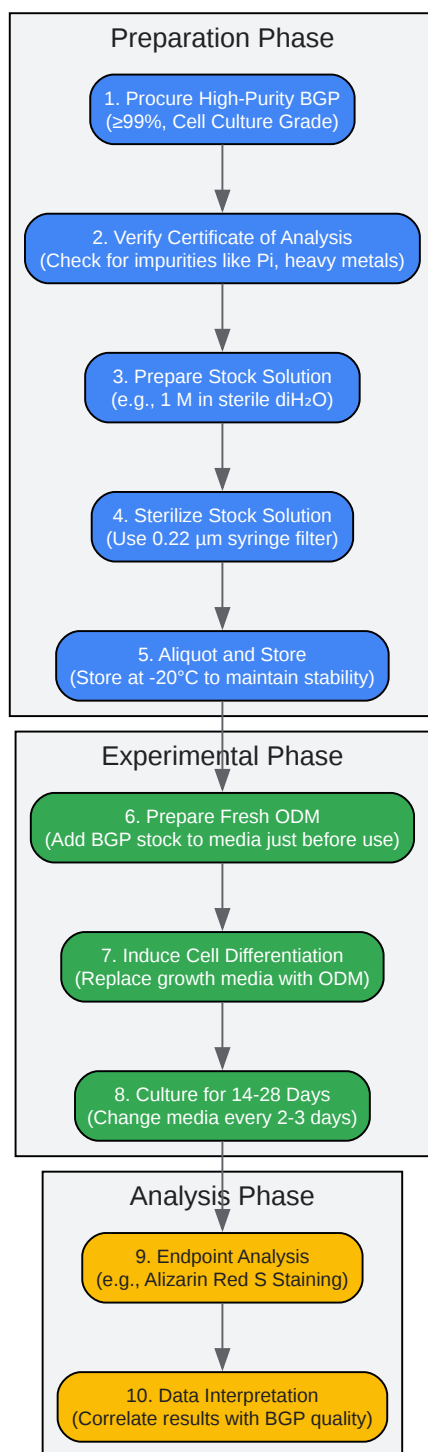 Preparation Phase
1. Procure High-Purity BGP
(≥99%, Cell Culture Grade)
2. Verify Certificate of Analysis
(Check for impurities like Pi, heavy metals)
3. Prepare Stock Solution
(e.g., 1 M in sterile diH₂O)
4. Sterilize Stock Solution
(Use 0.22 µm syringe filter)
5. Aliquot and Store
(Store at -20°C to maintain stability)
Experimental Phase
6. Prepare Fresh ODM
(Add BGP stock to media just before use)
7. Induce Cell Differentiation
(Replace growth media with ODM)
8. Culture for 14-28 Days
(Change media every 2-3 days)
Analysis Phase
9. Endpoint Analysis
(e.g., Alizarin Red S Staining)
10. Data Interpretation
(Correlate results with BGP quality)